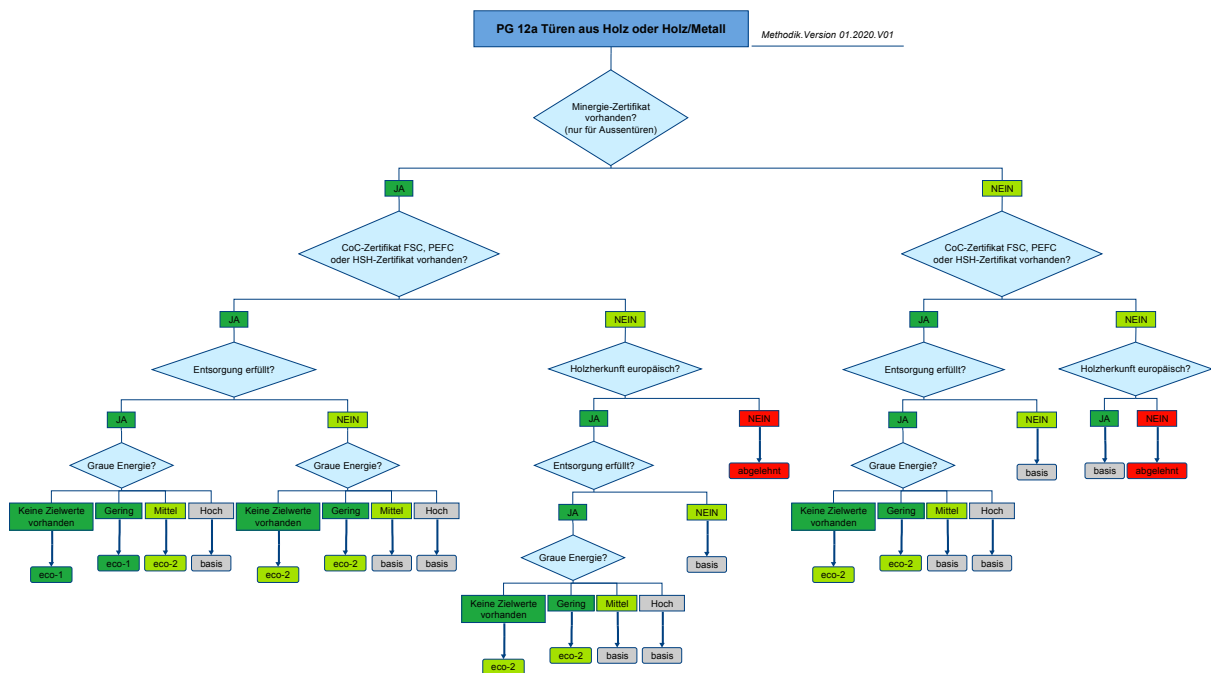 PG 12a Türen aus Holz oder Holz/Metall
Methodik.Version 01.2020.V01
Minergie-Zertifikat
vorhanden?
(nur für Aussentüren)
JA
NEIN
CoC-Zertifikat FSC, PEFC
oder HSH-Zertifikat vorhanden?
CoC-Zertifikat FSC, PEFC
oder HSH-Zertifikat vorhanden?
JA
NEIN
JA
NEIN
Entsorgung erfüllt?
Holzherkunft europäisch?
Entsorgung erfüllt?
Holzherkunft europäisch?
JA
NEIN
JA
NEIN
JA
NEIN
JA
NEIN
Graue Energie?
Graue Energie?
Entsorgung erfüllt?
abgelehnt
Graue Energie?
basis
basis
abgelehnt
Keine Zielwerte
vorhanden
Gering
Mittel
Hoch
Keine Zielwerte
vorhanden
Gering
Mittel
Hoch
JA
NEIN
Keine Zielwerte
vorhanden
Gering
Mittel
Hoch
eco-1
eco-1
eco-2
basis
eco-2
eco-2
basis
basis
Graue Energie?
basis
eco-2
eco-2
basis
basis
Keine Zielwerte
vorhanden
Gering
Mittel
Hoch
eco-2
eco-2
basis
basis